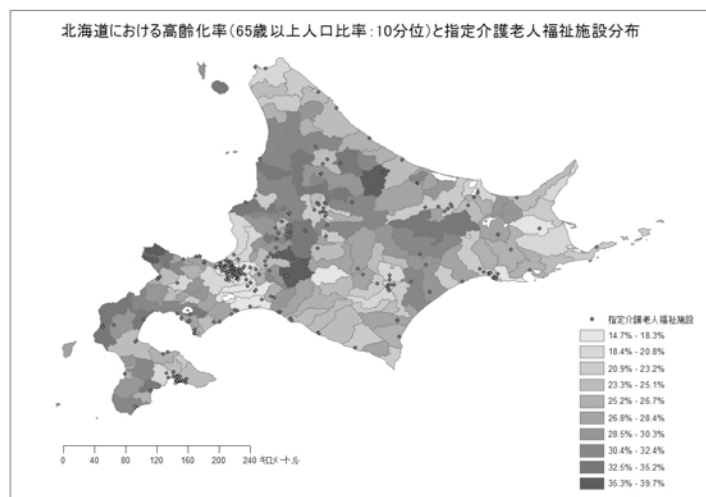 北海道における高齢化率(65歳以上人口比率:10分位)と指定介護老人福祉施設分布
指定介護老人福祉施設
14.7% - 18.3%
18.4% - 20.8%
20.9% - 23.2%
23.3% - 25.1%
25.2% - 26.7%
26.8% - 28.4%
28.5% - 30.3%
30.4% - 32.4%
32.5% - 35.2%
35.3% - 39.7%
0 40 80 120 160 200 240 キロメートル